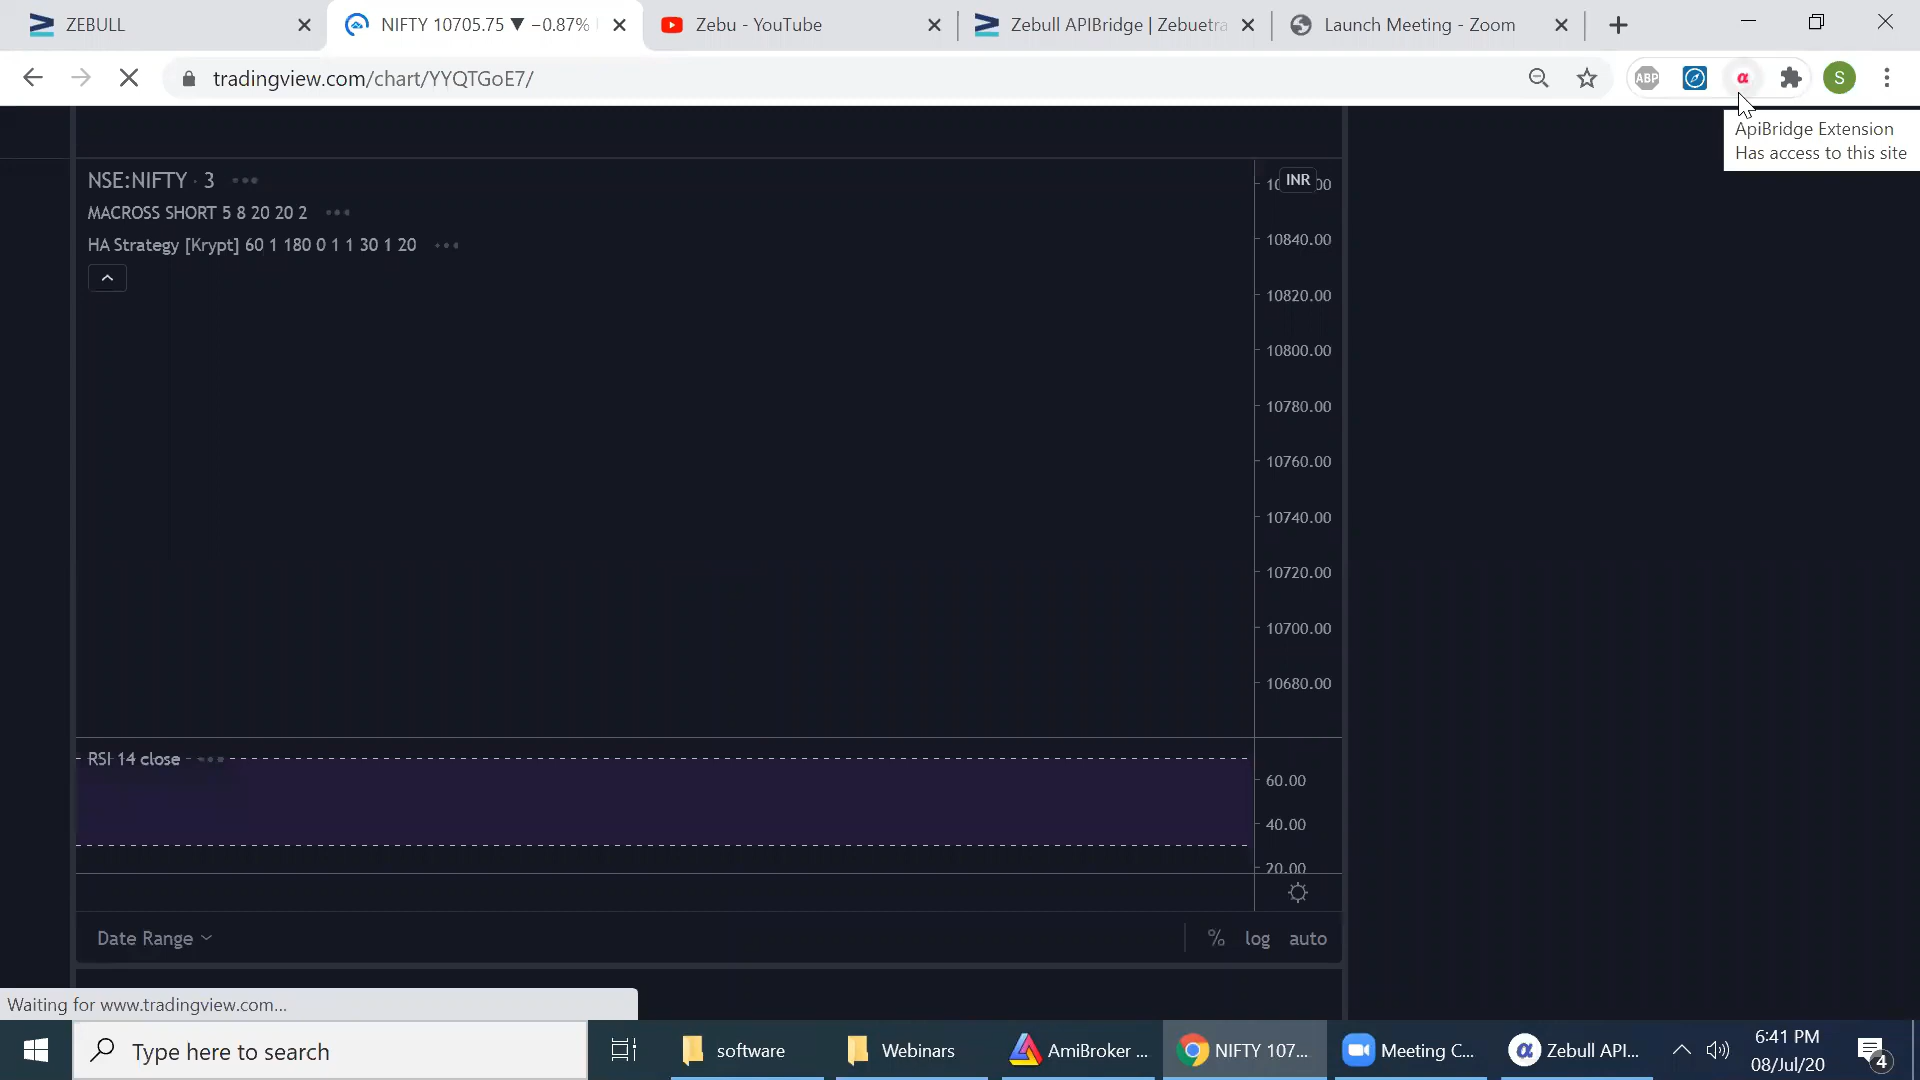 ZEBULL
NIFTY 10705.75 ▼ −0.87%
Zebu - YouTube
Zebull APIBridge | Zebuetra
Launch Meeting - Zoom
tradingview.com/chart/YYQTGoE7/
ABP
α
S
ApiBridge Extension
Has access to this site
NSE:NIFTY · 3
MACROSS SHORT 5 8 20 20 2
HA Strategy [Krypt] 60 1 180 0 1 1 30 1 20
INR
10840.00
10820.00
10800.00
10780.00
10760.00
10740.00
10720.00
10700.00
10680.00
RSI 14 close
60.00
40.00
20.00
Date Range
% log auto
Waiting for www.tradingview.com...
Type here to search
software
Webinars
AmiBroker ...
NIFTY 107...
Meeting C...
α
Zebull API...
6:41 PM
08/Jul/20
4